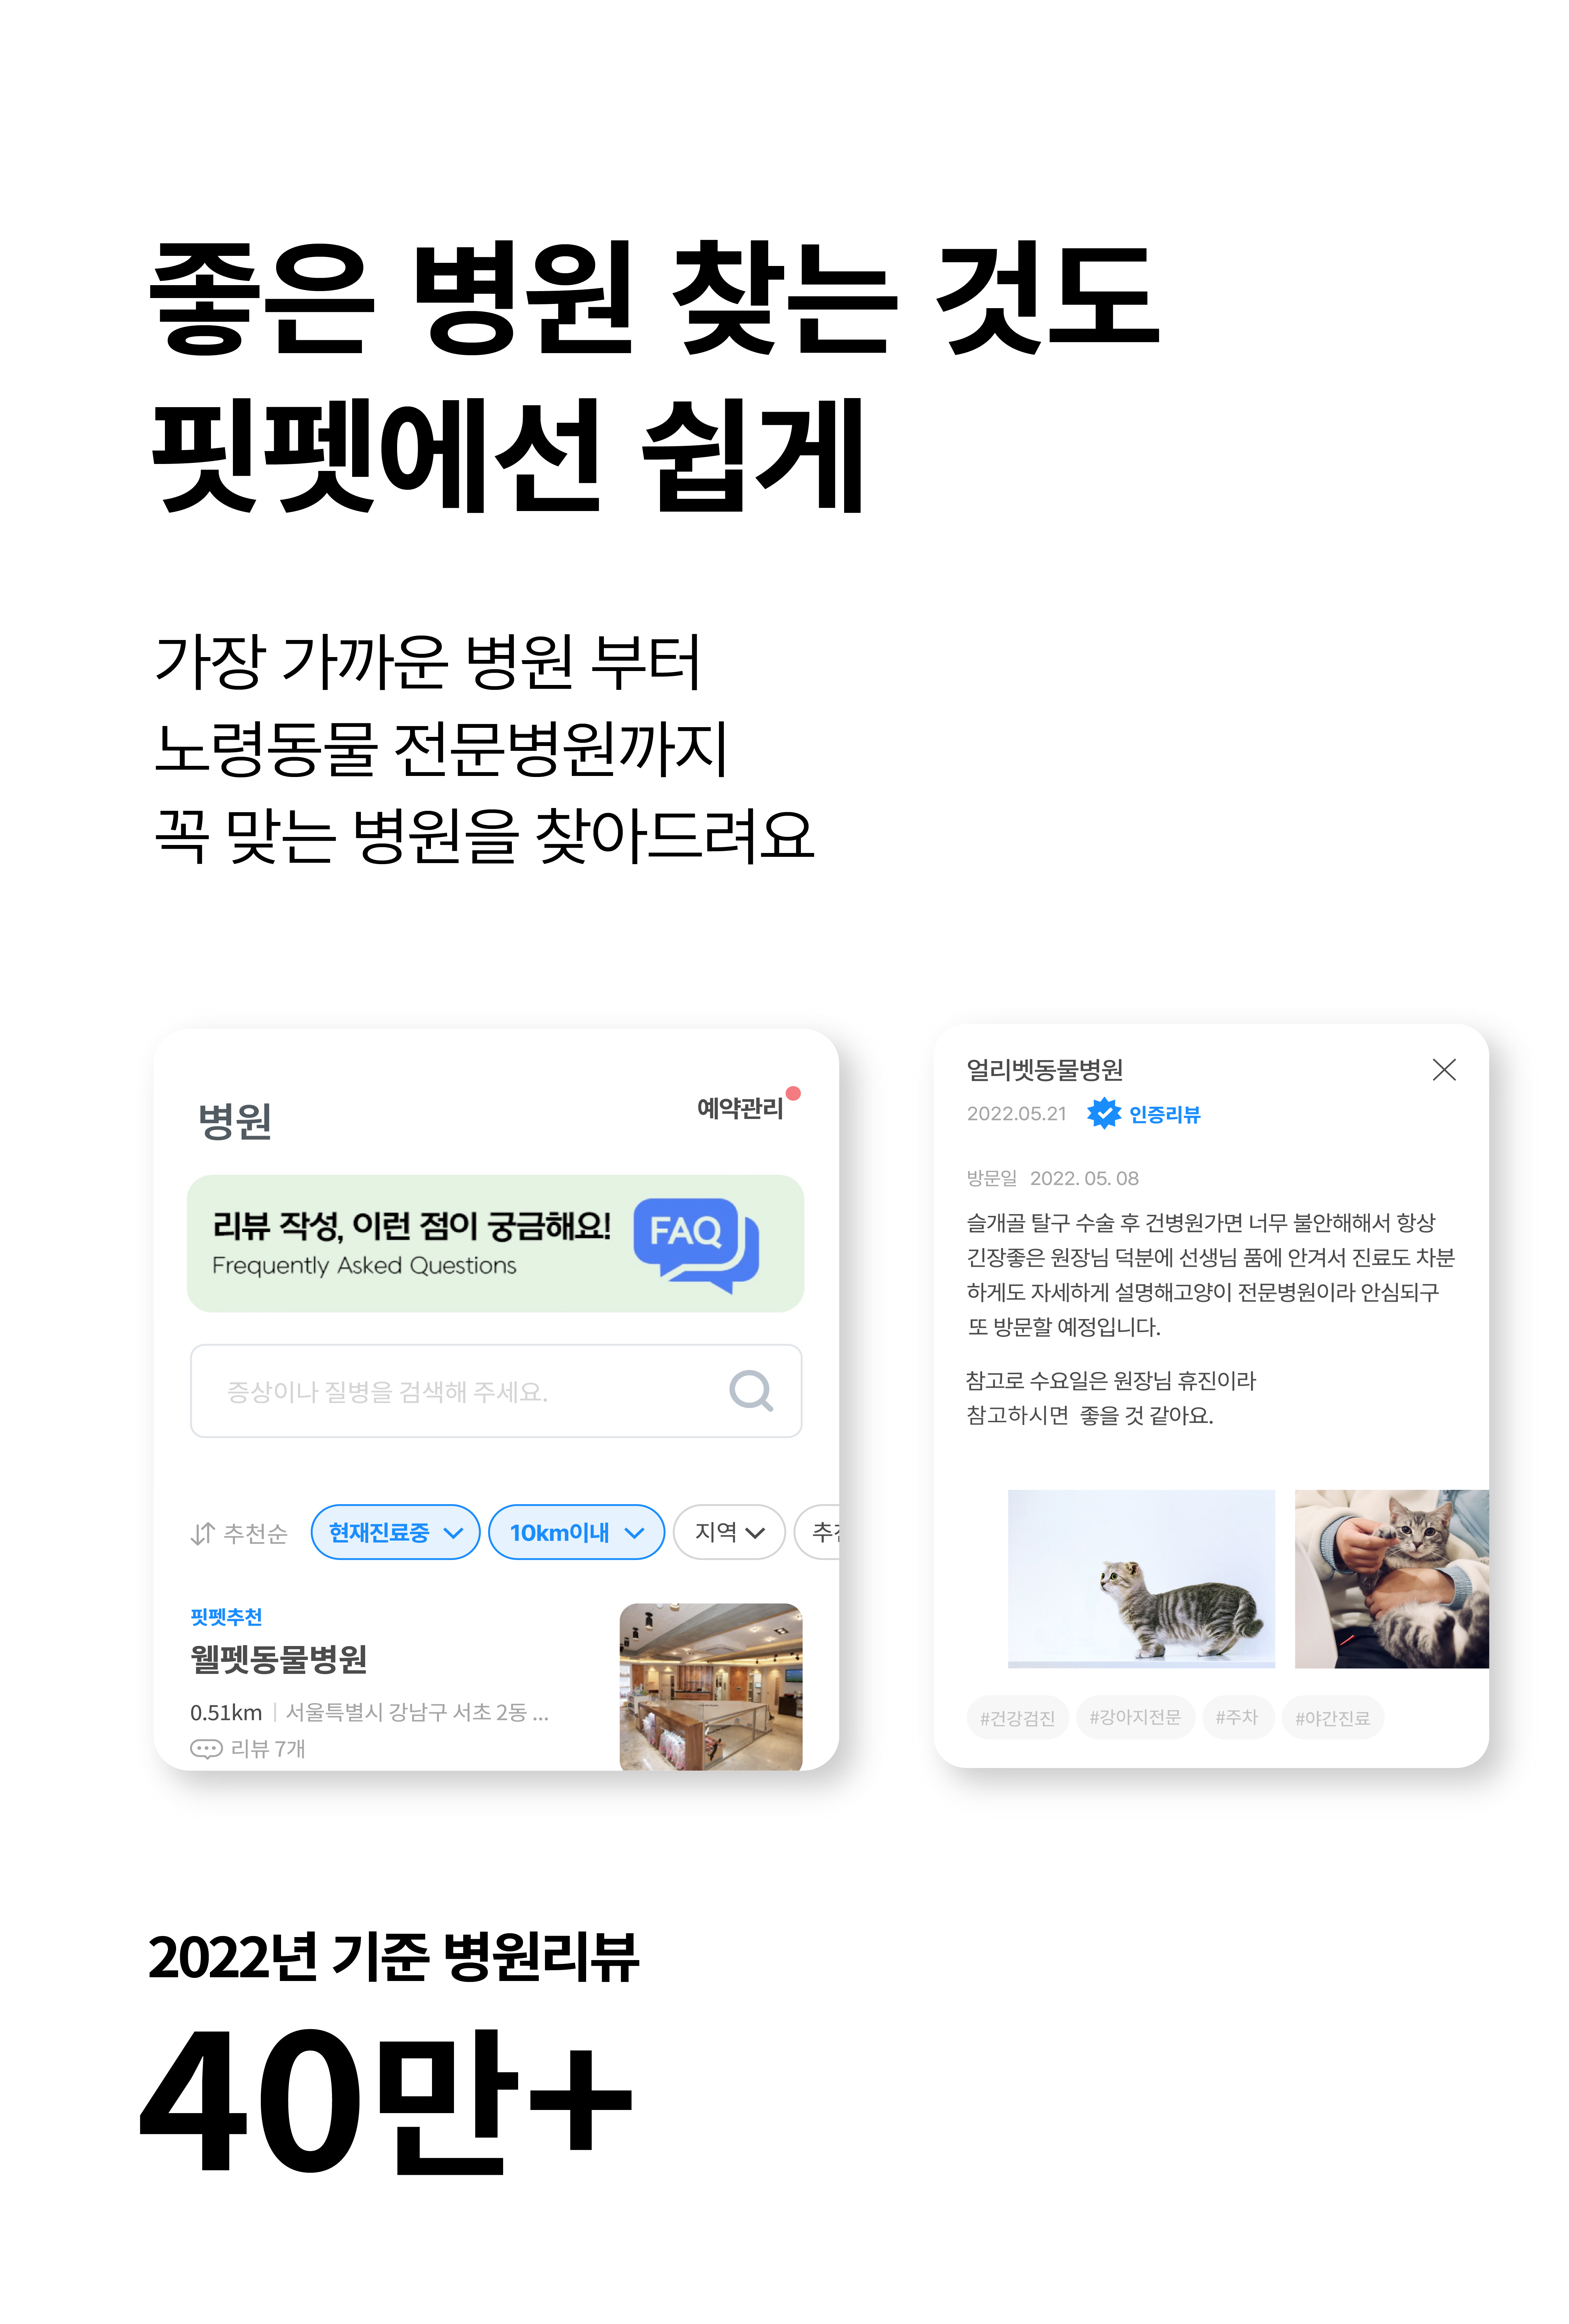 좋은 병원 찾는 것도
핏펫에선 쉽게
가장 가까운 병원 부터
노령동물 전문병원까지
꼭 맞는 병원을 찾아드려요
병원
예약관리
리뷰 작성, 이런 점이 궁금해요!
Frequently Asked Questions
FAQ
증상이나 질병을 검색해 주세요.
추천순
현재진료중
10km이내
지역
핏펫추천
웰펫동물병원
0.51km | 서울특별시 강남구 서초 2동 ...
리뷰 7개
얼리벳동물병원
2022.05.21 인증리뷰
방문일 2022. 05. 08
슬개골 탈구 수술 후 건병원가면 너무 불안해해서 항상
긴장좋은 원장님 덕분에 선생님 품에 안겨서 진료도 차분
하게도 자세하게 설명해고양이 전문병원이라 안심되구
또 방문할 예정입니다.
참고로 수요일은 원장님 휴진이라
참고하시면 좋을 것 같아요.
#건강검진 #강아지전문 #주차 #야간진료
2022년 기준 병원리뷰
40만+